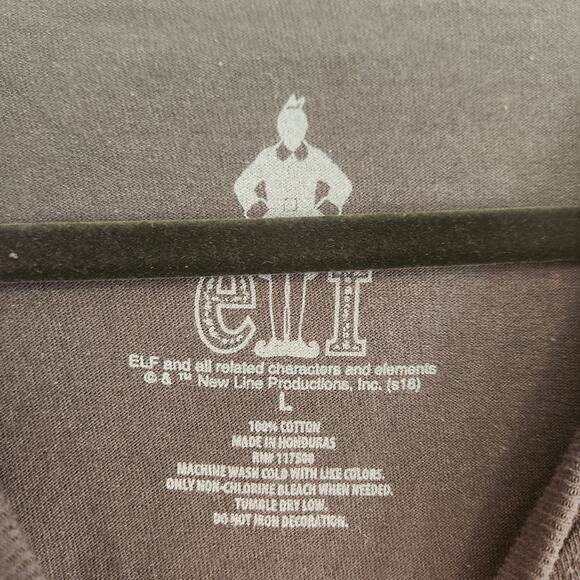 elf
ELF and all related characters and elements
© & ™ New Line Productions, Inc. (s18)
L
100% COTTON
MADE IN HONDURAS
RN# 117500
MACHINE WASH COLD WITH LIKE COLORS.
ONLY NON-CHLORINE BLEACH WHEN NEEDED.
TUMBLE DRY LOW.
DO NOT IRON DECORATION.